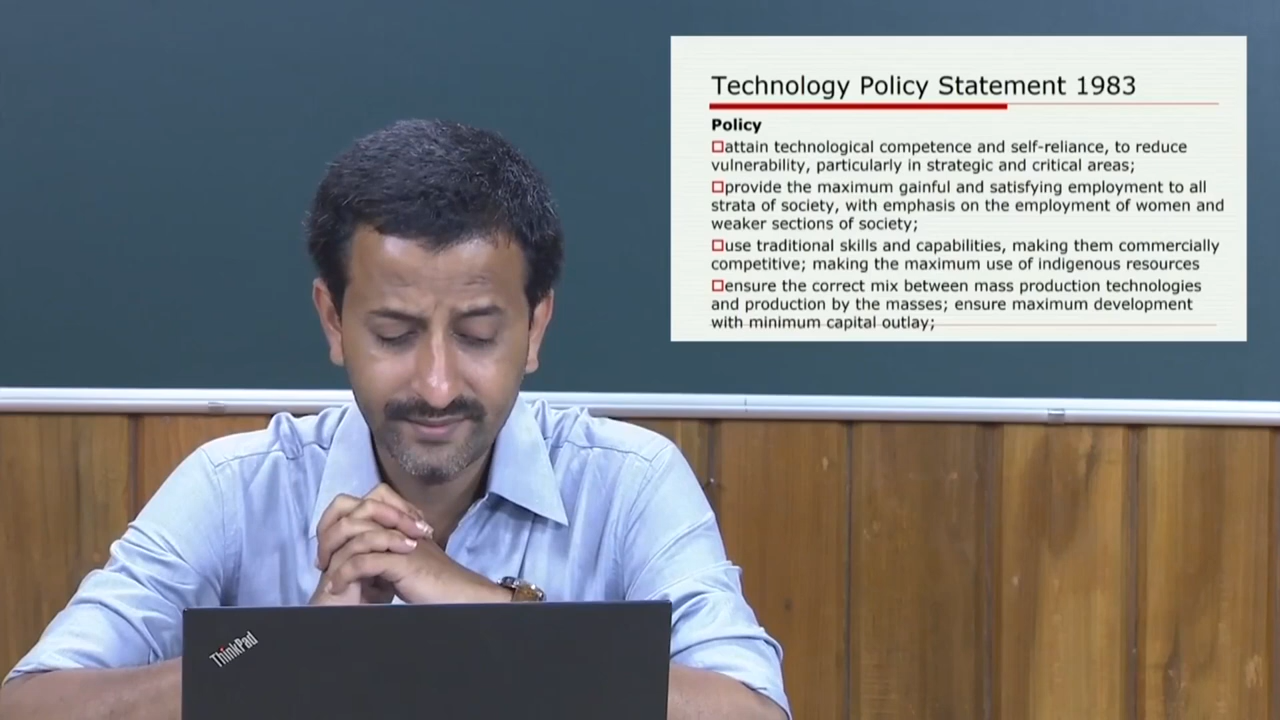 Technology Policy Statement 1983
Policy
attain technological competence and self-reliance, to reduce
vulnerability, particularly in strategic and critical areas;
provide the maximum gainful and satisfying employment to all
strata of society, with emphasis on the employment of women and
weaker sections of society;
use traditional skills and capabilities, making them commercially
competitive; making the maximum use of indigenous resources
ensure the correct mix between mass production technologies
and production by the masses; ensure maximum development
with minimum capital outlay;
ThinkPad